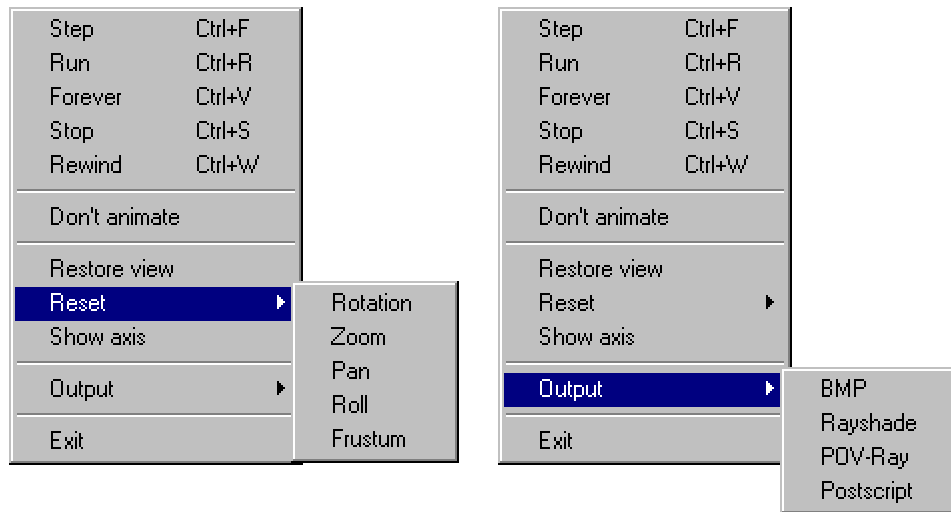 Step Ctrl+F
Run Ctrl+R
Forever Ctrl+V
Stop Ctrl+S
Rewind Ctrl+W
Don't animate
Restore view
Reset
Show axis
Output
Exit
Rotation
Zoom
Pan
Roll
Frustum
Step Ctrl+F
Run Ctrl+R
Forever Ctrl+V
Stop Ctrl+S
Rewind Ctrl+W
Don't animate
Restore view
Reset
Show axis
Output
Exit
BMP
Rayshade
POV-Ray
Postscript